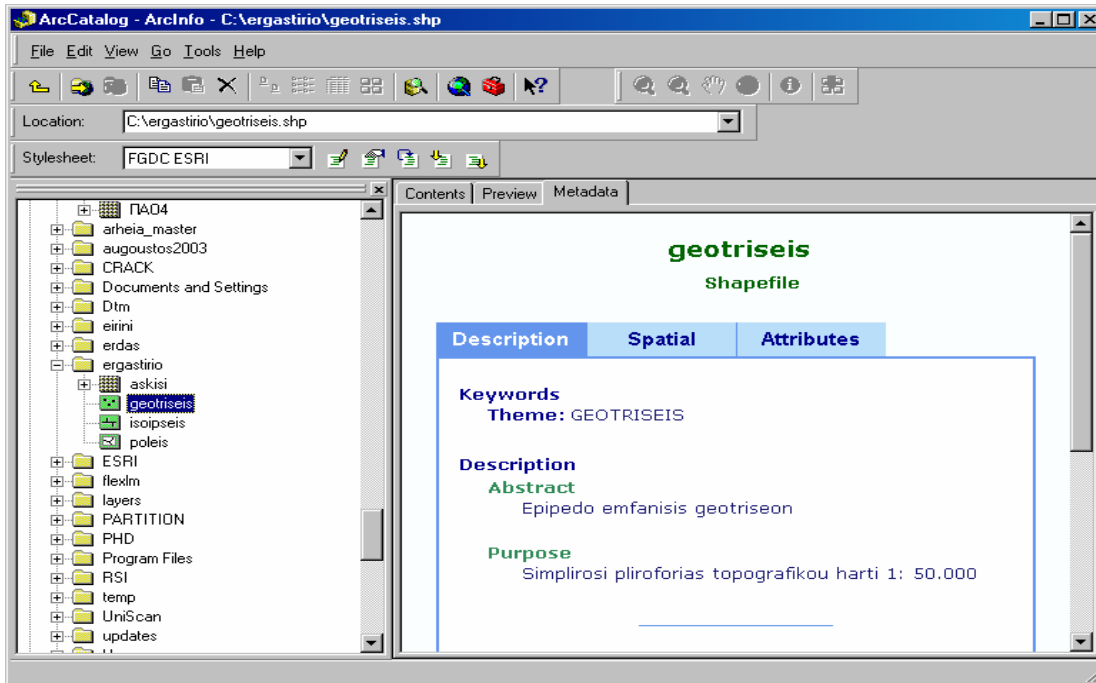 ArcCatalog - ArcInfo - C:\ergastirio\geotriseis.shp
File Edit View Go Tools Help
Location: C:\ergastirio\geotriseis.shp
Stylesheet: FGDC ESRI
ΠΑΟ4
arheia_master
augoustos2003
CRACK
Documents and Settings
Dtm
eirini
erdas
ergastirio
askisi
geotriseis
isoipseis
poleis
ESRI
flexlm
layers
PARTITION
PHD
Program Files
RSI
temp
UniScan
updates
Contents Preview Metadata
geotriseis
Shapefile
Description Spatial Attributes
Keywords
Theme: GEOTRISEIS
Description
Abstract
Epipedo emfanisis geotriseon
Purpose
Simplirosi pliroforias topografikou harti 1: 50.000